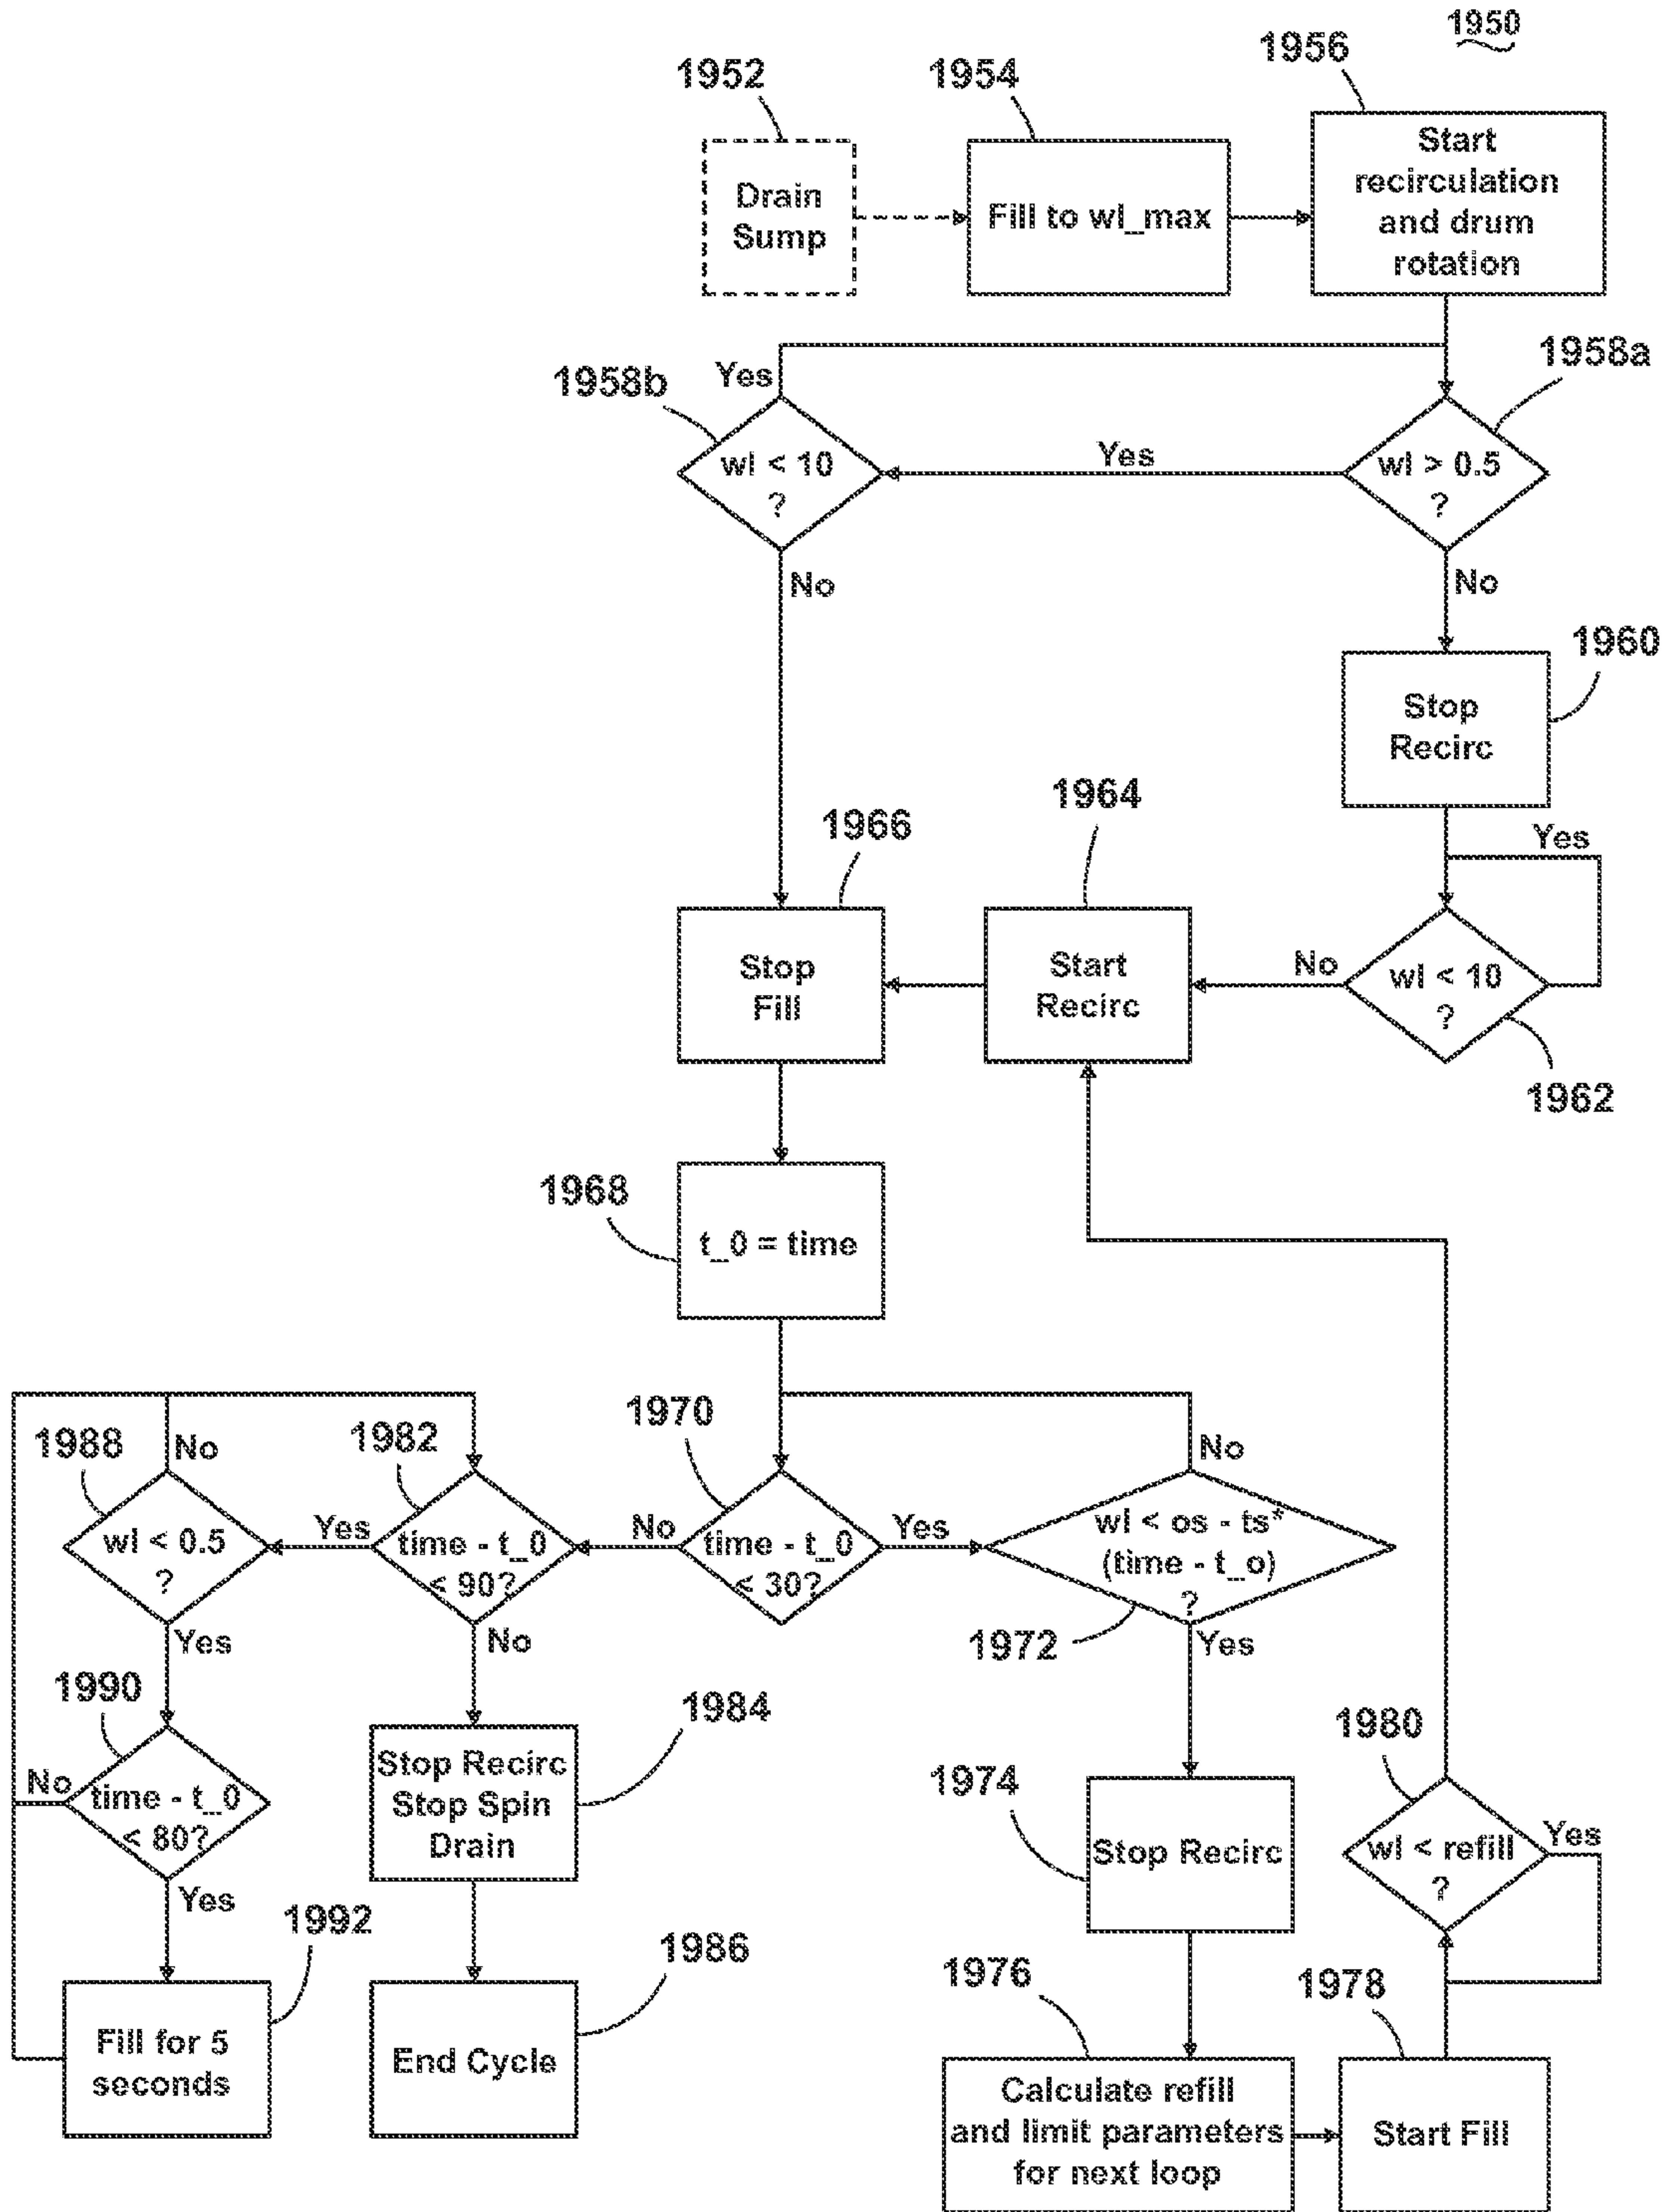 1950
1952
1954
1956
Drain
Sump
Fill to wl_max
Start
recirculation
and drum
rotation
1958b
Yes
1958a
wl < 10
?
Yes
wl > 0.5
?
No
No
1960
Stop
Recirc
1964
1966
Yes
Stop
Fill
Start
Recirc
No
wl < 10
?
1962
1968
t_0 = time
1988
No
1982
1970
No
wl < 0.5
?
Yes
time - t_0
< 90?
No
time - t_0
< 30?
Yes
wl < os - ts*
(time - t_o)
?
1972
Yes
No
Yes
1990
1984
1980
No
time - t_0
< 80?
Stop Recirc
Stop Spin
Drain
1974
Stop Recirc
wl < refill
?
Yes
Yes
1992
1986
1976
1978
Fill for 5
seconds
End Cycle
Calculate refill
and limit parameters
for next loop
Start Fill